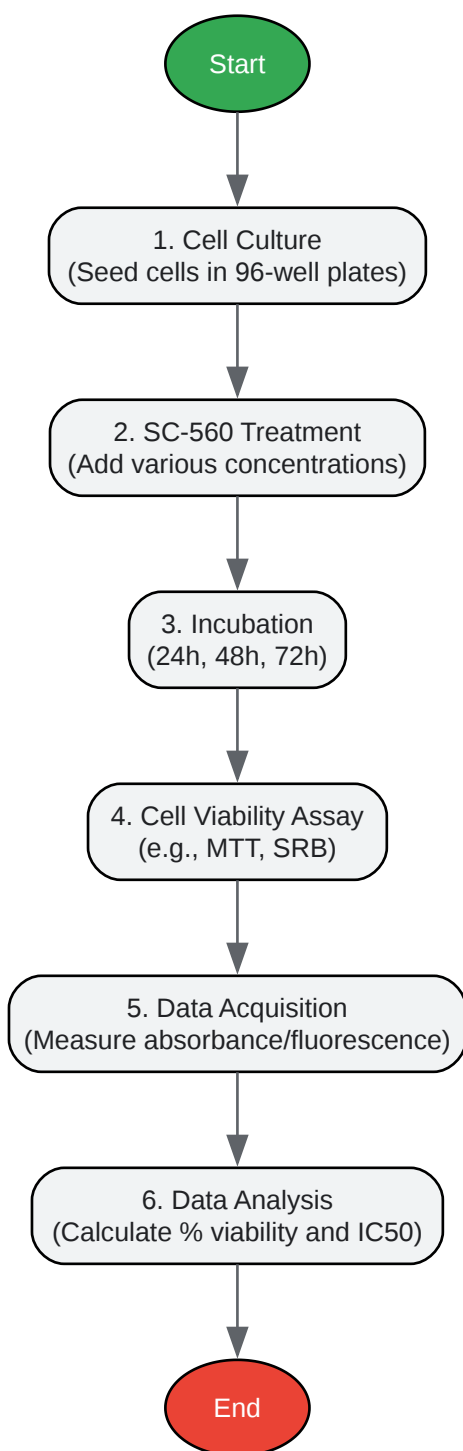 Start
1. Cell Culture
(Seed cells in 96-well plates)
2. SC-560 Treatment
(Add various concentrations)
3. Incubation
(24h, 48h, 72h)
4. Cell Viability Assay
(e.g., MTT, SRB)
5. Data Acquisition
(Measure absorbance/fluorescence)
6. Data Analysis
(Calculate % viability and IC50)
End